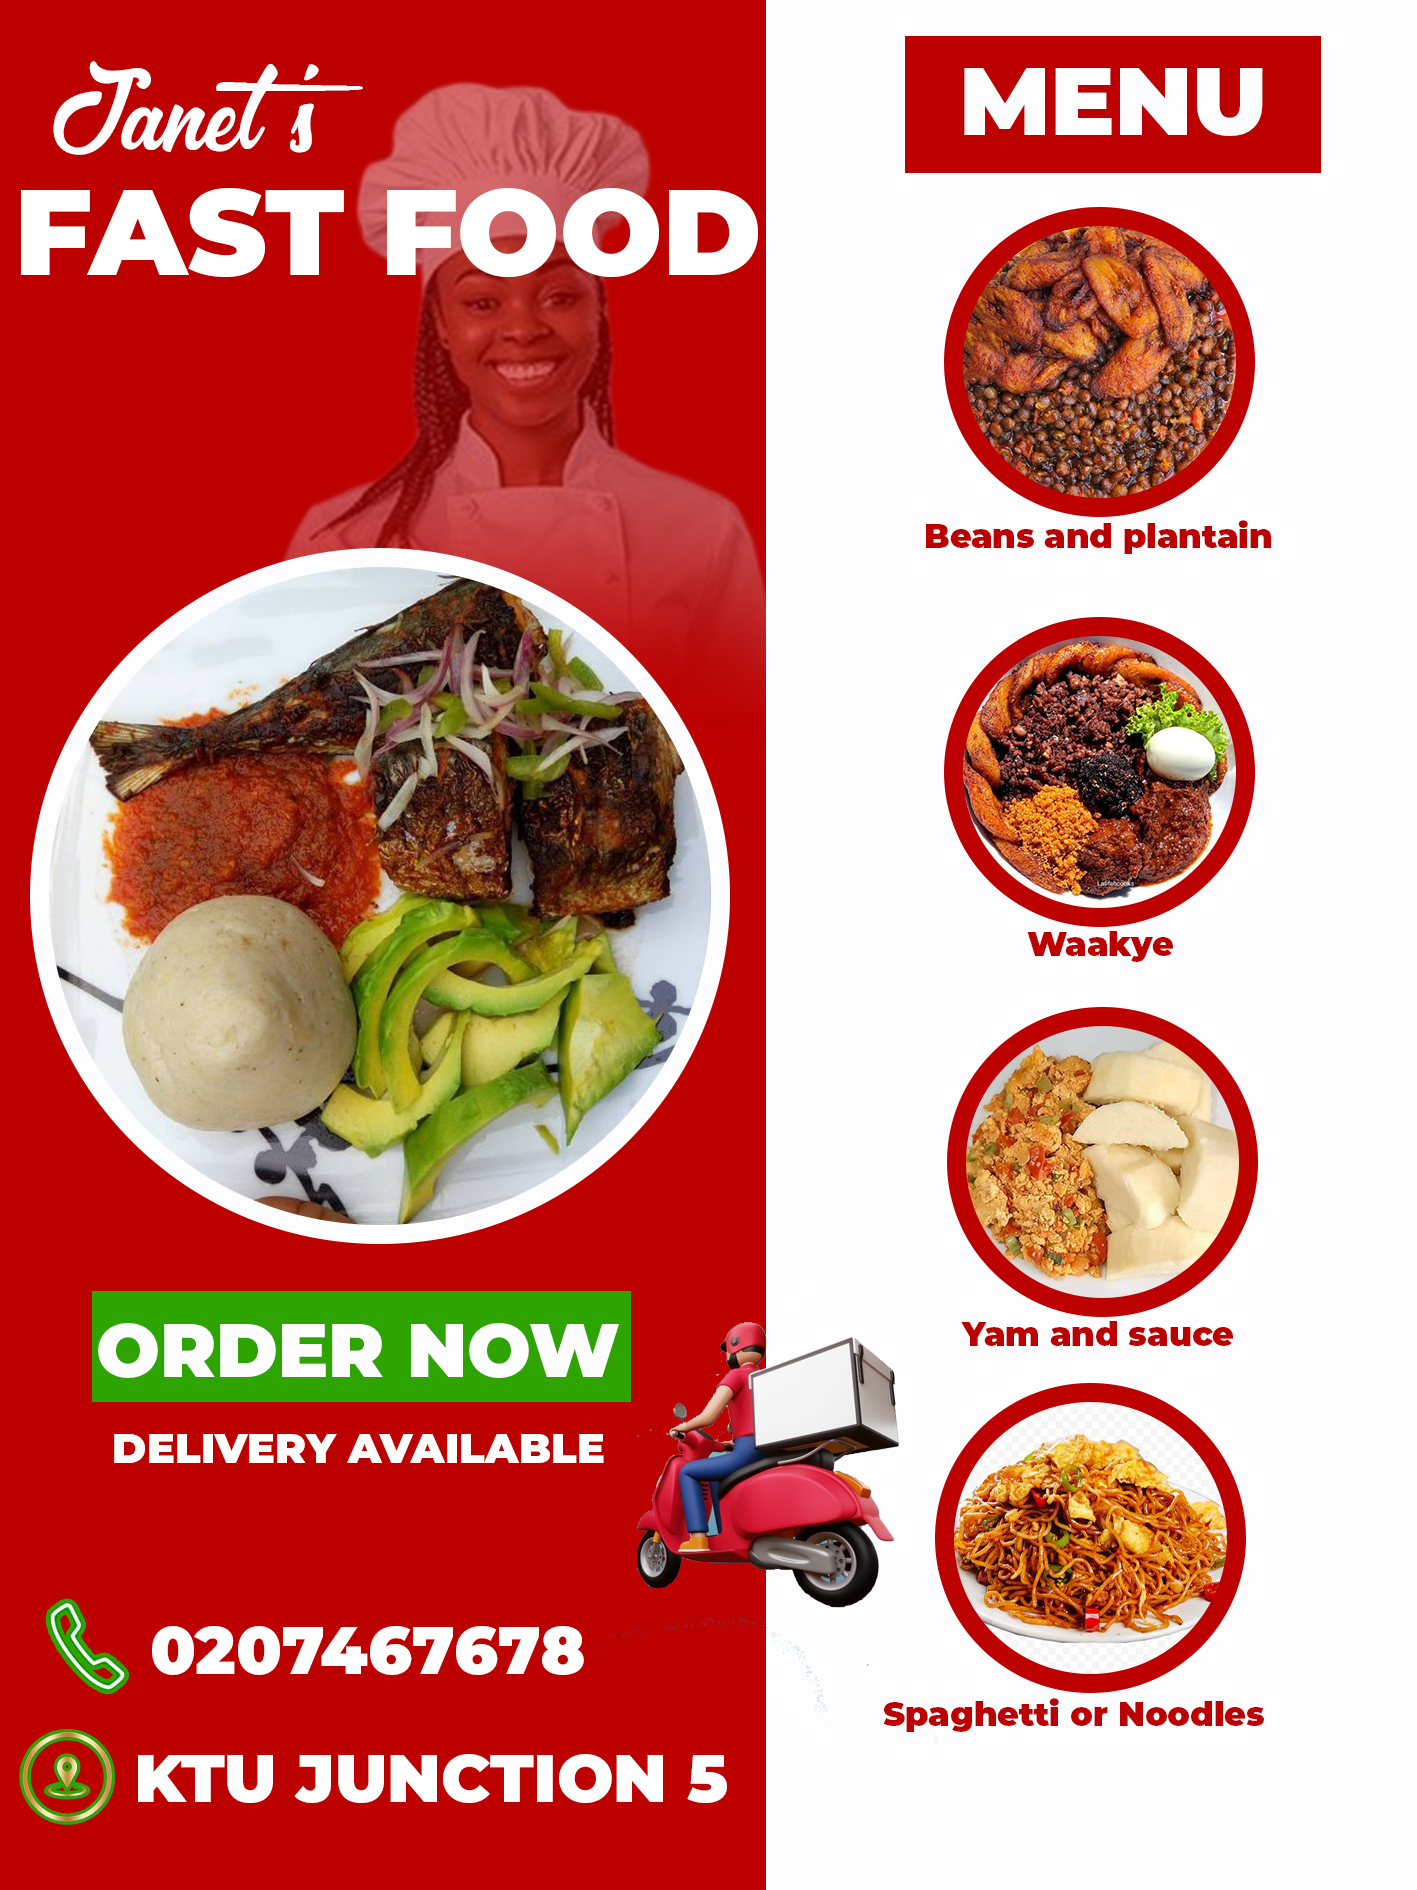 Janet's
FAST FOOD
ORDER NOW
DELIVERY AVAILABLE
0207467678
KTU JUNCTION 5
MENU
Beans and plantain
Waakye
Yam and sauce
Spaghetti or Noodles